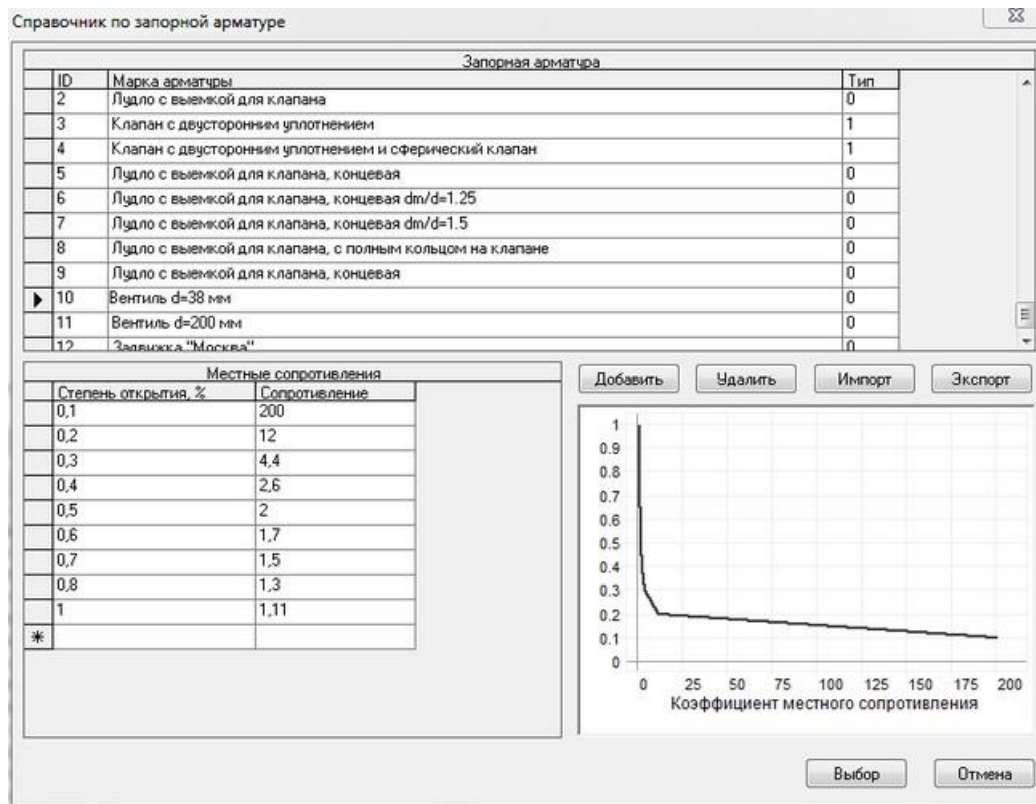 Справочник по запорной арматуре
Запорная арматура
ID Марка арматуры Тип
2 Лудло с выемкой для клапана 0
3 Клапан с двусторонним уплотнением 1
4 Клапан с двусторонним уплотнением и сферический клапан 1
5 Лудло с выемкой для клапана, концевая 0
6 Лудло с выемкой для клапана, концевая dm/d=1.25 0
7 Лудло с выемкой для клапана, концевая dm/d=1.5 0
8 Лудло с выемкой для клапана, с полным кольцом на клапане 0
9 Лудло с выемкой для клапана, концевая 0
10 Вентиль d=38 мм 0
11 Вентиль d=200 мм 0
12 Задвижка "Москва" 0
Местные сопротивления
Степень открытия, % Сопротивление
0,1 200
0,2 12
0,3 4,4
0,4 2,6
0,5 2
0,6 1,7
0,7 1,5
0,8 1,3
1 1,11
Добавить Удалить Импорт Экспорт
1
0.9
0.8
0.7
0.6
0.5
0.4
0.3
0.2
0.1
0
0 25 50 75 100 125 150 175 200
Коэффициент местного сопротивления
Выбор Отмена